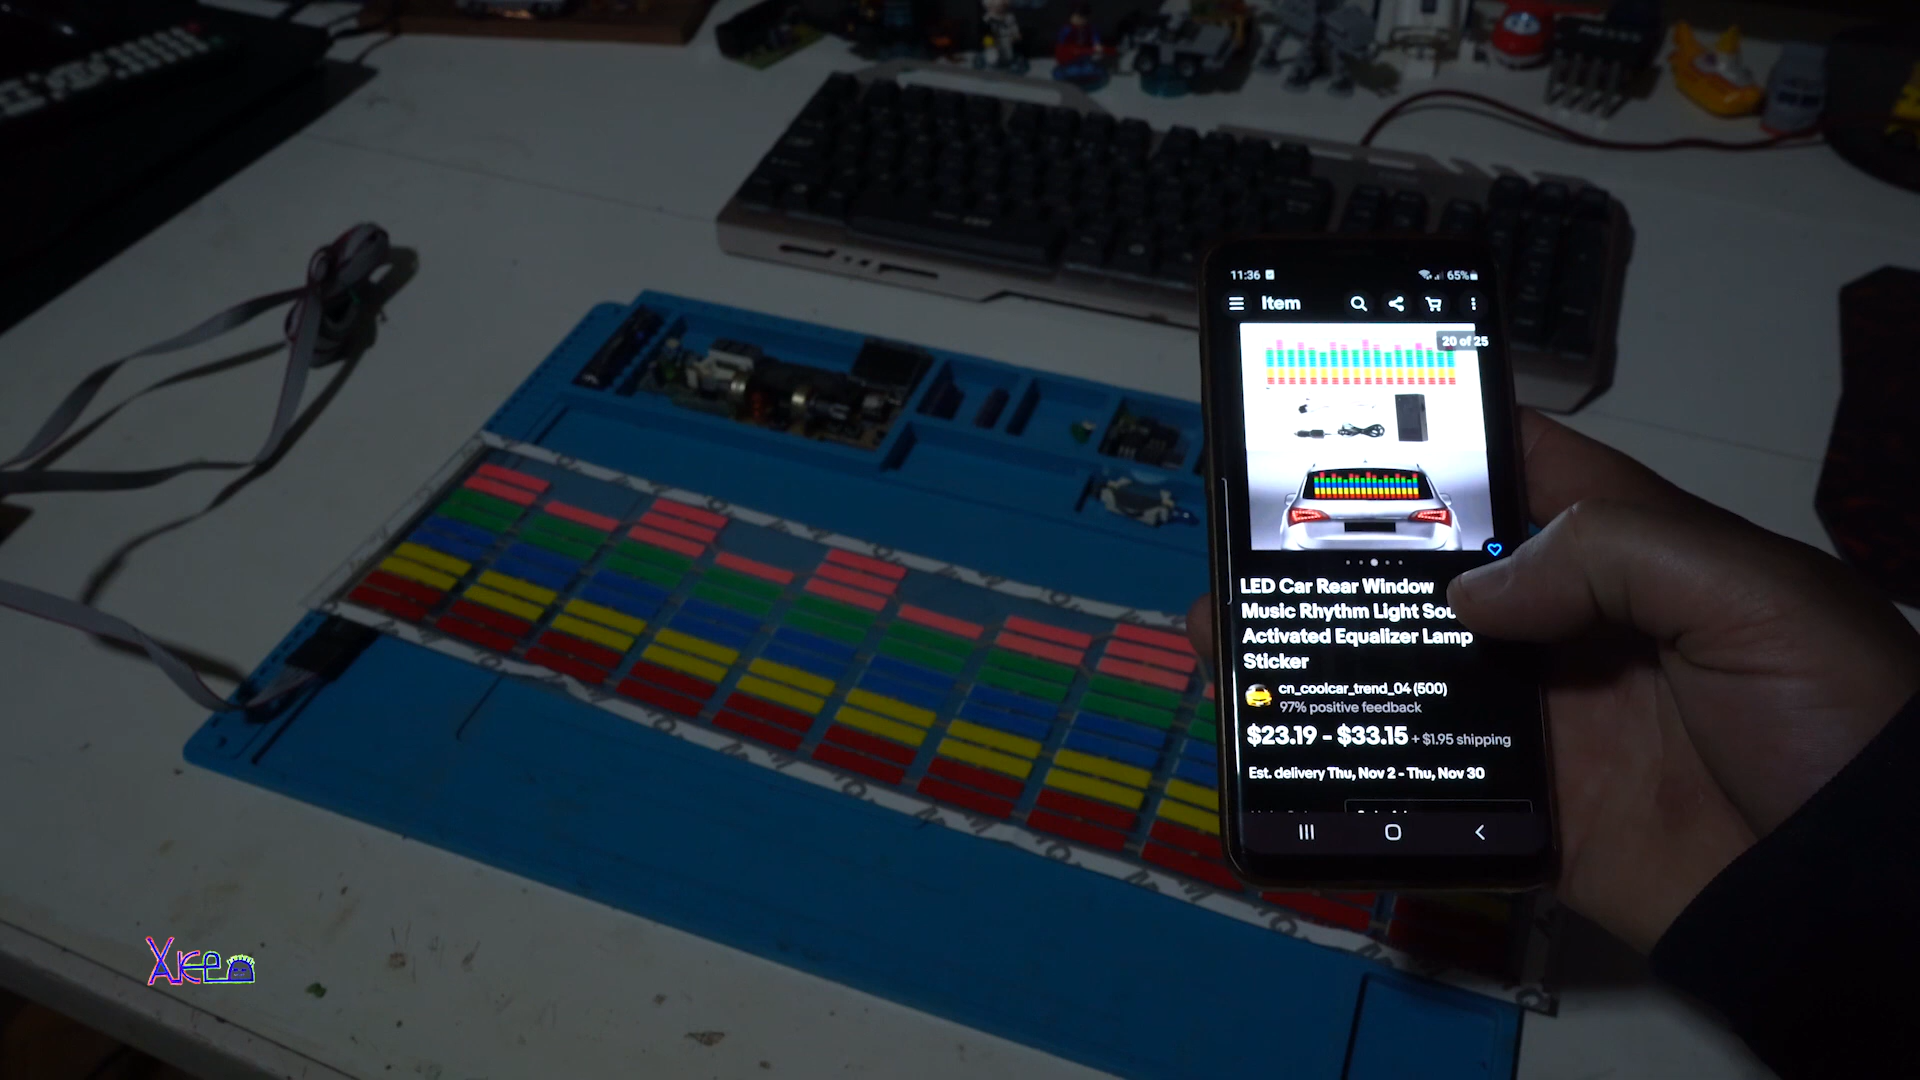 11:36
65%
Item
20 of 25
LED Car Rear Window
Music Rhythm Light Sou
Activated Equalizer Lamp
Sticker
cn_coolcar_trend_04 (500)
97% positive feedback
$23.19 - $33.15 + $1.95 shipping
Est. delivery Thu, Nov 2 - Thu, Nov 30